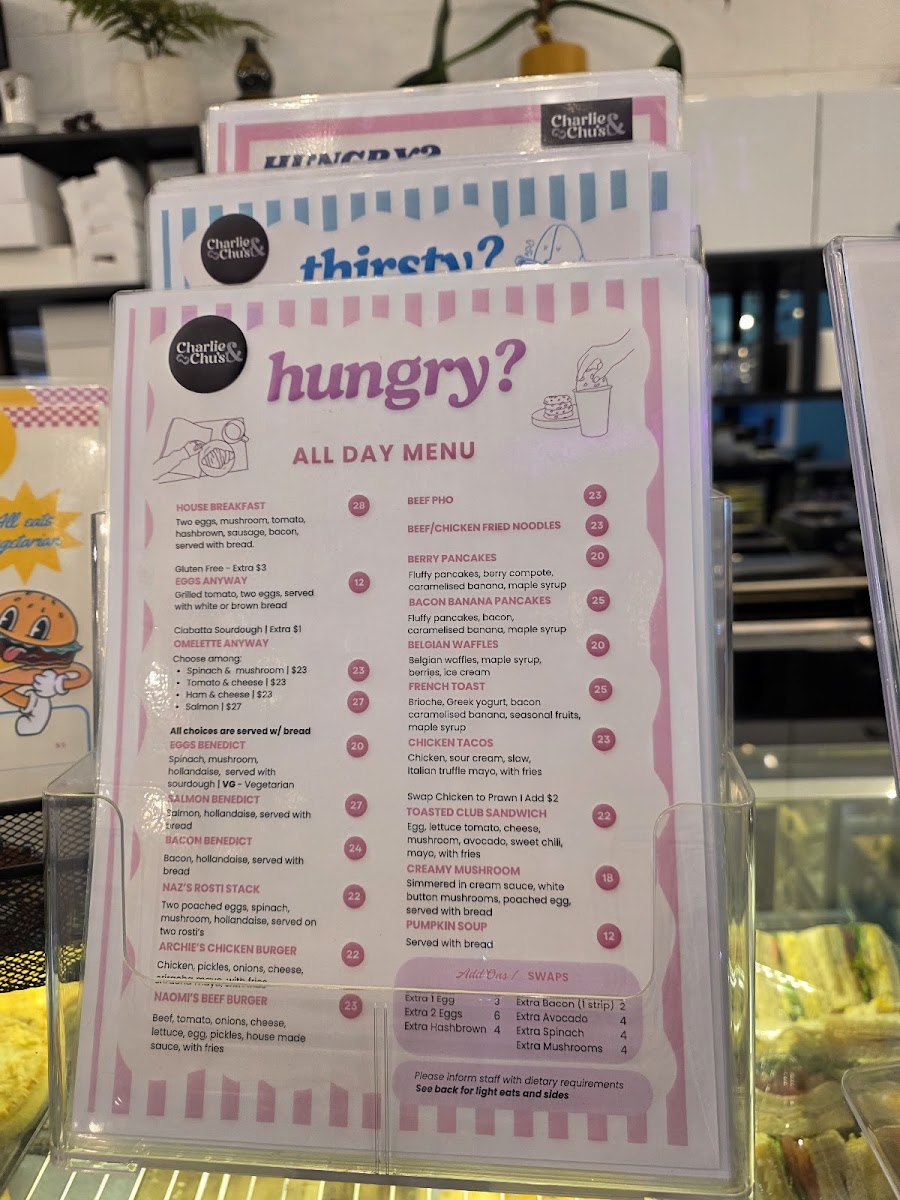 Charlie
&Chu's
HUNGRY?
Charlie
&Chu's
thirsty?
All eats
Charlie
&Chu's
hungry?
ALL DAY MENU
HOUSE BREAKFAST 28
Two eggs, mushroom, tomato,
hashbrown, sausage, bacon,
served with bread.
Gluten Free - Extra $3
EGGS ANYWAY 12
Grilled tomato, two eggs, served
with white or brown bread
Ciabatta Sourdough | Extra $1
OMELETTE ANYWAY
Choose among:
• Spinach & mushroom | $23 23
• Tomato & cheese | $23
• Ham & cheese | $23
• Salmon | $27 27
All choices are served w/ bread
EGGS BENEDICT 20
Spinach, mushroom,
hollandaise, served with
sourdough | VG - Vegetarian
SALMON BENEDICT 27
Salmon, hollandaise, served with
bread
BACON BENEDICT 24
Bacon, hollandaise, served with
bread
NAZ'S ROSTI STACK 22
Two poached eggs, spinach,
mushroom, hollandaise, served on
two rosti's
ARCHIE'S CHICKEN BURGER 22
Chicken, pickles, onions, cheese,
sriracha mayo, with fries
NAOMI'S BEEF BURGER 23
Beef, tomato, onions, cheese,
lettuce, egg, pickles, house made
sauce, with fries
BEEF PHO 23
BEEF/CHICKEN FRIED NOODLES 23
BERRY PANCAKES 20
Fluffy pancakes, berry compote,
caramelised banana, maple syrup
BACON BANANA PANCAKES 25
Fluffy pancakes, bacon,
caramelised banana, maple syrup
BELGIAN WAFFLES 20
Belgian waffles, maple syrup,
berries, ice cream
FRENCH TOAST 25
Brioche, Greek yogurt, bacon
caramelised banana, seasonal fruits,
maple syrup
CHICKEN TACOS 23
Chicken, sour cream, slaw,
Italian truffle mayo, with fries
Swap Chicken to Prawn I Add $2
TOASTED CLUB SANDWICH 22
Egg, lettuce tomato, cheese,
mushroom, avocado, sweet chili,
mayo, with fries
CREAMY MUSHROOM 18
Simmered in cream sauce, white
button mushrooms, poached egg,
served with bread
PUMPKIN SOUP 12
Served with bread
Add Ons / SWAPS
Extra 1 Egg 3
Extra 2 Eggs 6
Extra Hashbrown 4
Extra Bacon (1 strip) 2
Extra Avocado 4
Extra Spinach 4
Extra Mushrooms 4
Please inform staff with dietary requirements
See back for light eats and sides